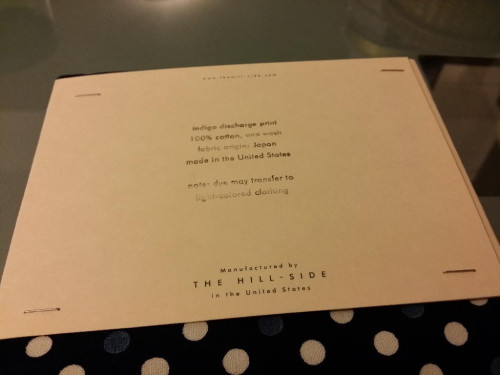 www.thehill-side.com
indigo discharge print
100% cotton, one wash
fabric origin: Japan
made in the United States
note: dye may transfer to
light-colored clothing
Manufactured by
THE HILL-SIDE
in the United States